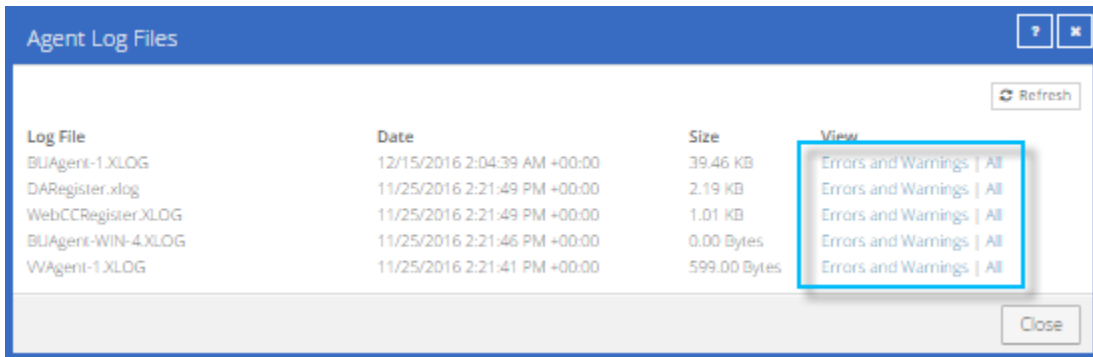 Agent Log Files ? ×
Refresh
Log File Date Size View
BUAgent-1.XLOG 12/15/2016 2:04:39 AM +00:00 39.46 KB Errors and Warnings | All
DARegister.xlog 11/25/2016 2:21:49 PM +00:00 2.19 KB Errors and Warnings | All
WebCCRegister.XLOG 11/25/2016 2:21:49 PM +00:00 1.01 KB Errors and Warnings | All
BUAgent-WIN-4.XLOG 11/25/2016 2:21:46 PM +00:00 0.00 Bytes Errors and Warnings | All
VVAgent-1.XLOG 11/25/2016 2:21:41 PM +00:00 599.00 Bytes Errors and Warnings | All
Close